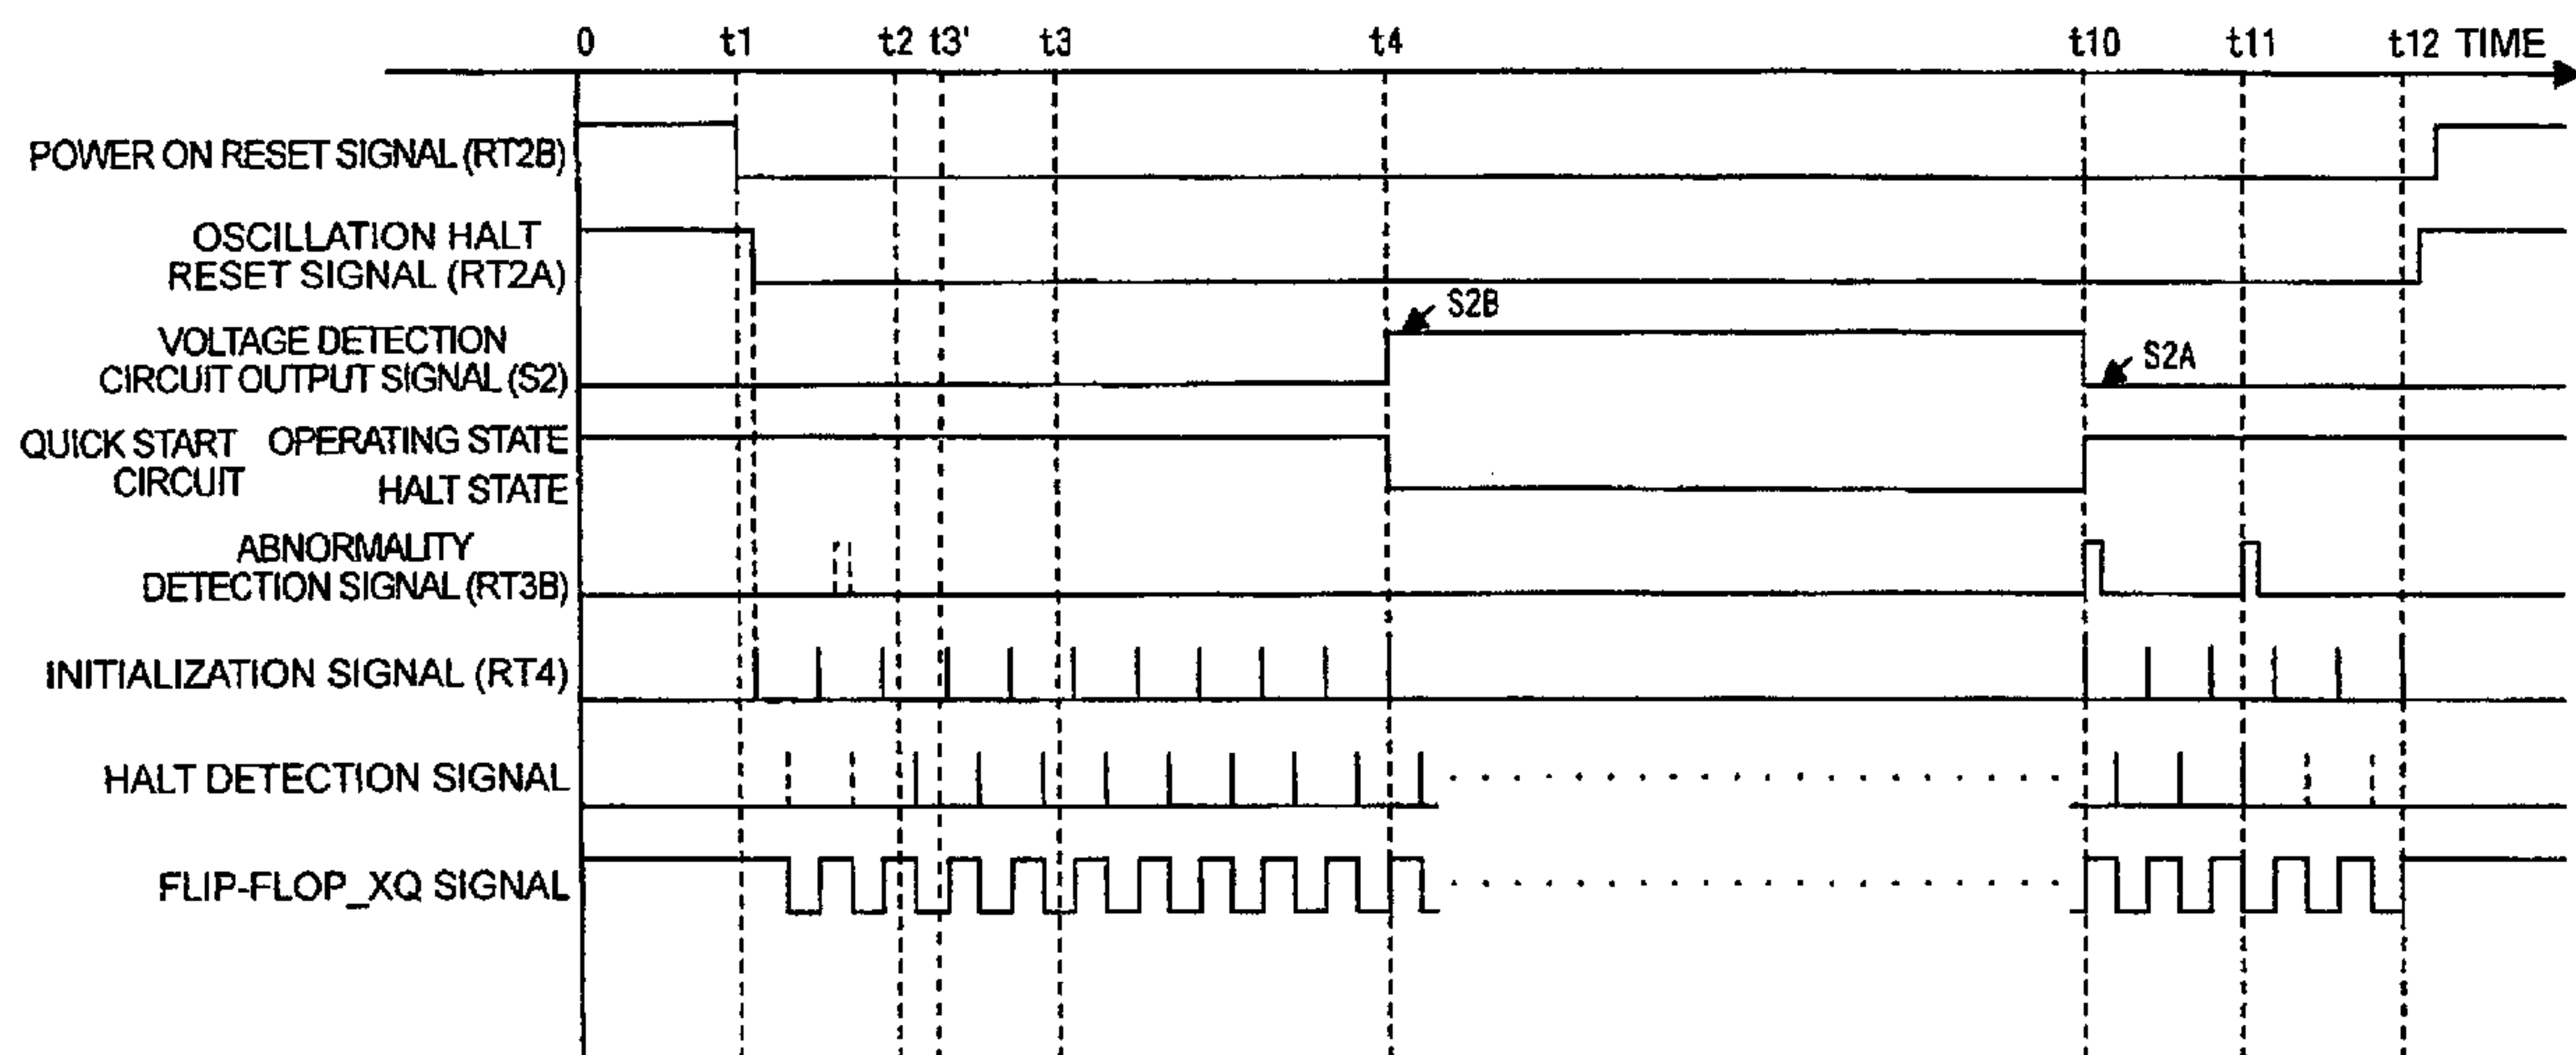 0 t1 t2 t3' t3 t4 t10 t11 t12 TIME
POWER ON RESET SIGNAL (RT2B)
OSCILLATION HALT
RESET SIGNAL (RT2A)
S2B
VOLTAGE DETECTION
CIRCUIT OUTPUT SIGNAL (S2)
S2A
QUICK START
CIRCUIT
OPERATING STATE
HALT STATE
ABNORMALITY
DETECTION SIGNAL (RT3B)
INITIALIZATION SIGNAL (RT4)
HALT DETECTION SIGNAL
FLIP-FLOP_XQ SIGNAL